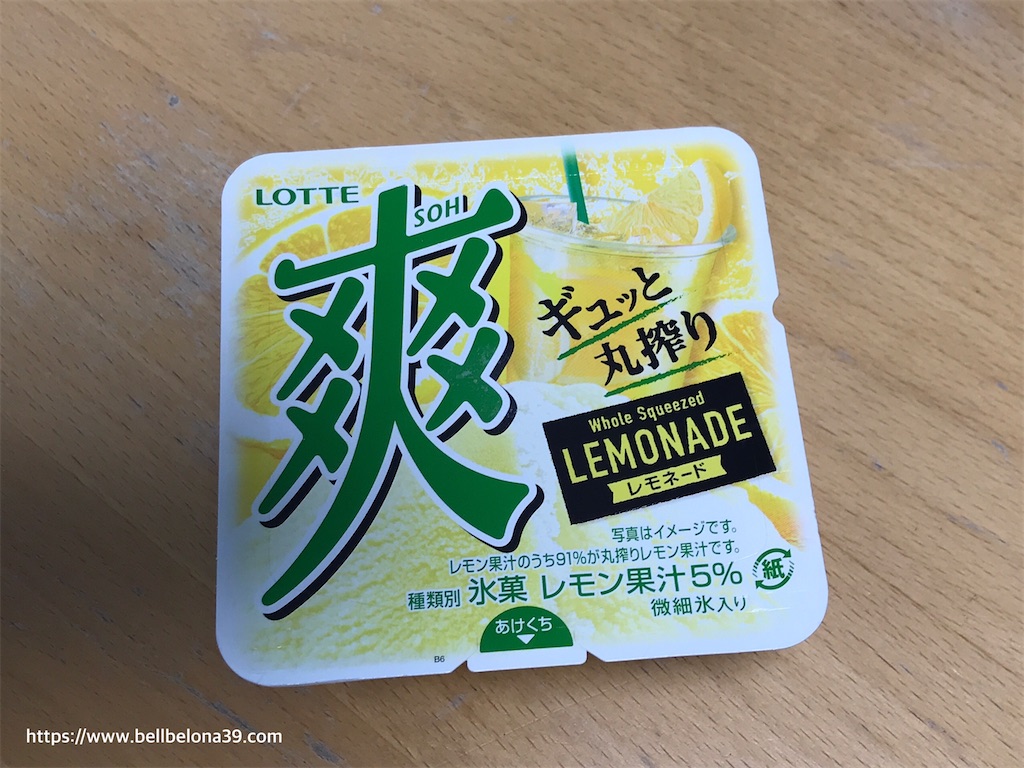 LOTTE
SOH
爽
ギュッと
丸搾り
Whole Squeezed
LEMONADE
レモネード
写真はイメージです。
レモン果汁のうち91%が丸搾りレモン果汁です。
種類別 氷菓 レモン果汁5%
紙
微細氷入り
あけくち
B6
https://www.bellbelona39.com